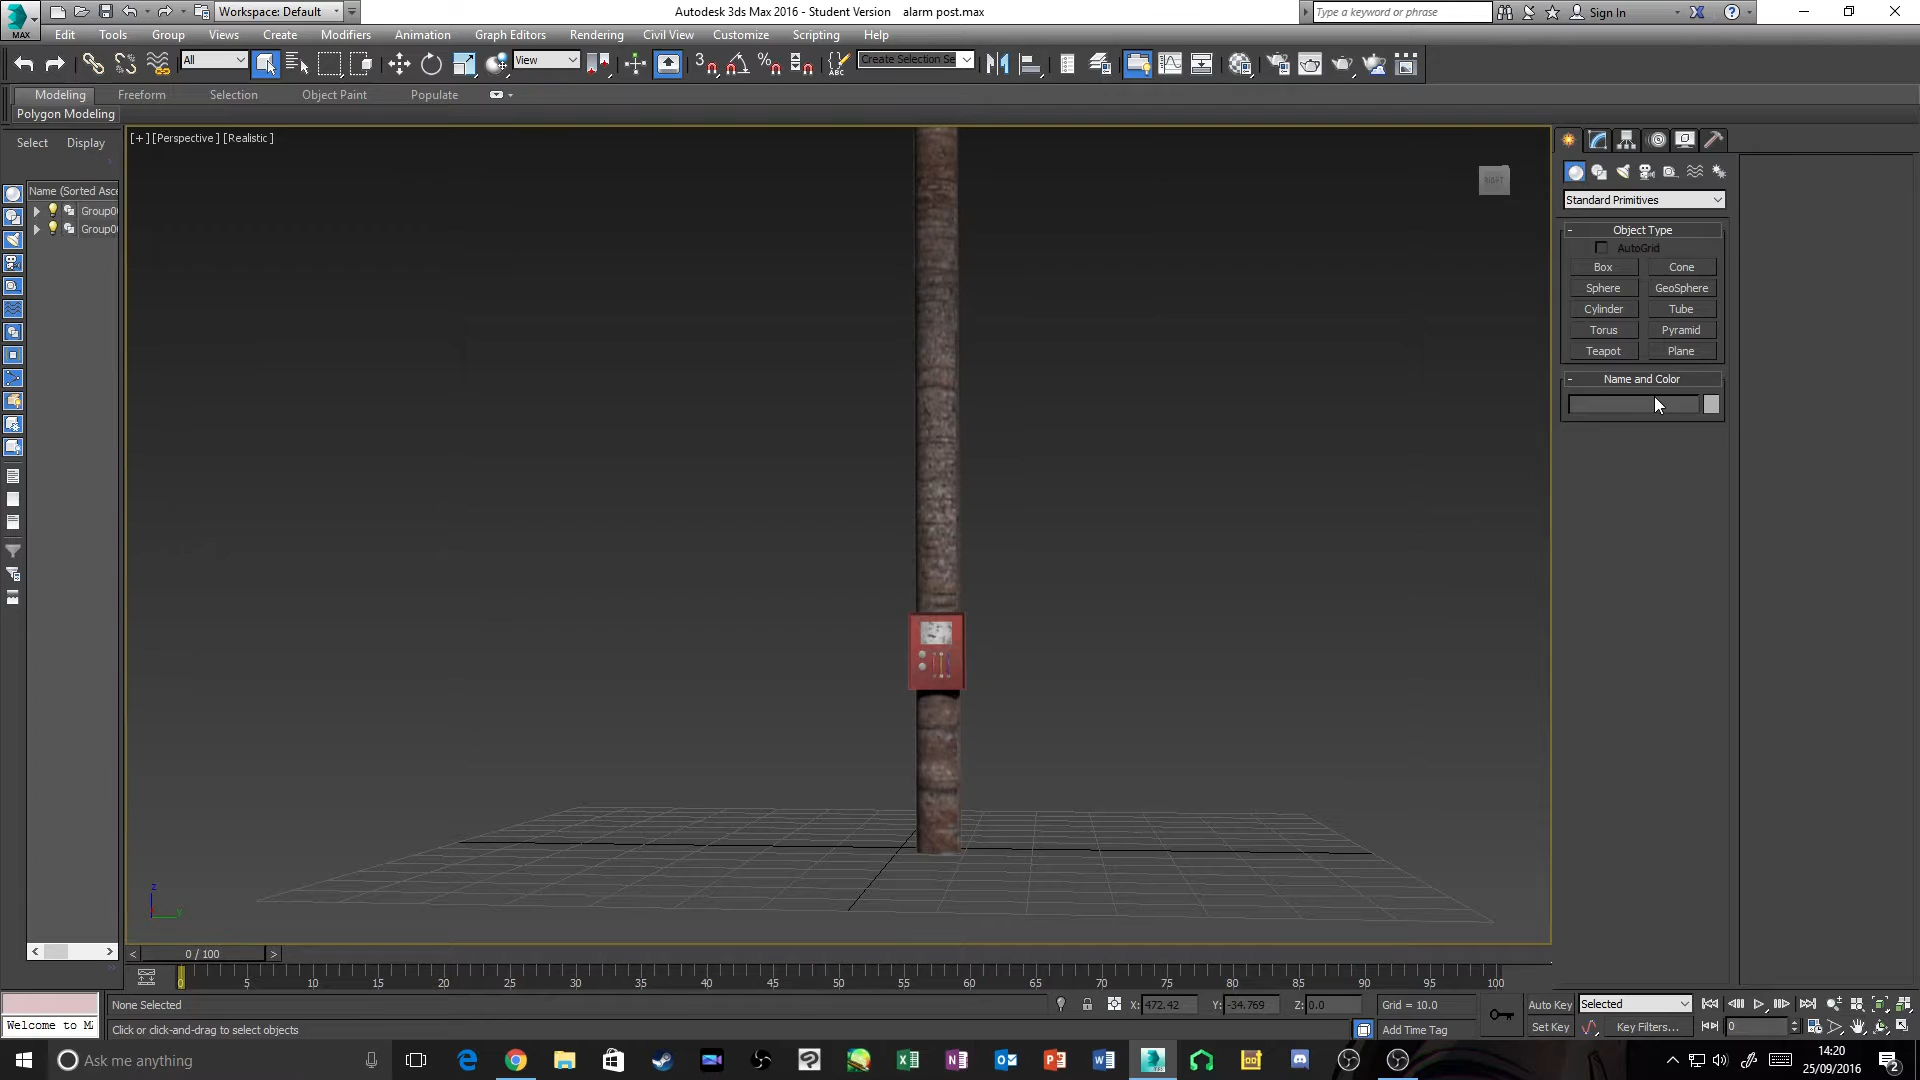 MAX
Workspace: Default
Autodesk 3ds Max 2016 - Student Version alarm post.max
Type a keyword or phrase
Sign In
Edit Tools Group Views Create Modifiers Animation Graph Editors Rendering Civil View Customize Scripting Help
All
View
3
ABC
Create Selection Se
Modeling Freeform Selection Object Paint Populate
Polygon Modeling
Select Display
[+] [Perspective] [Realistic]
Name (Sorted Asce
Group0
Group0
Standard Primitives
- Object Type
AutoGrid
Box Cone
Sphere GeoSphere
Cylinder Tube
Torus Pyramid
Teapot Plane
- Name and Color
z
y
< 0 / 100 >
0 5 10 15 20 25 30 35 40 45 50 55 60 65 70 75 80 85 90 95 100
None Selected
X: 472.42 Y: -34.769 Z: 0.0 Grid = 10.0
Auto Key Selected
Welcome to M
Click or click-and-drag to select objects
Add Time Tag
Set Key Key Filters... 0
Ask me anything
14:20
25/09/2016
2